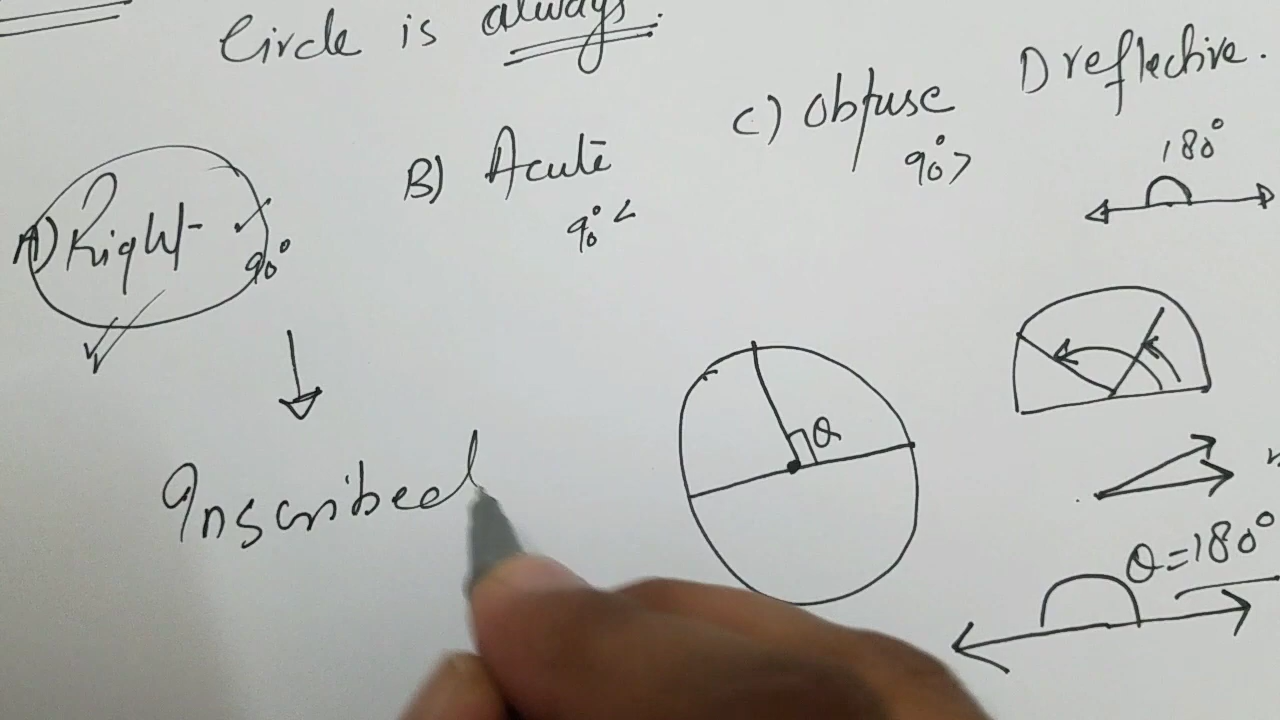 Circle is always.
A) Right 90°
B) Acute
90° <
C) Obtuse
90° >
D reflective.
180°
Inscribed
θ
θ=180°